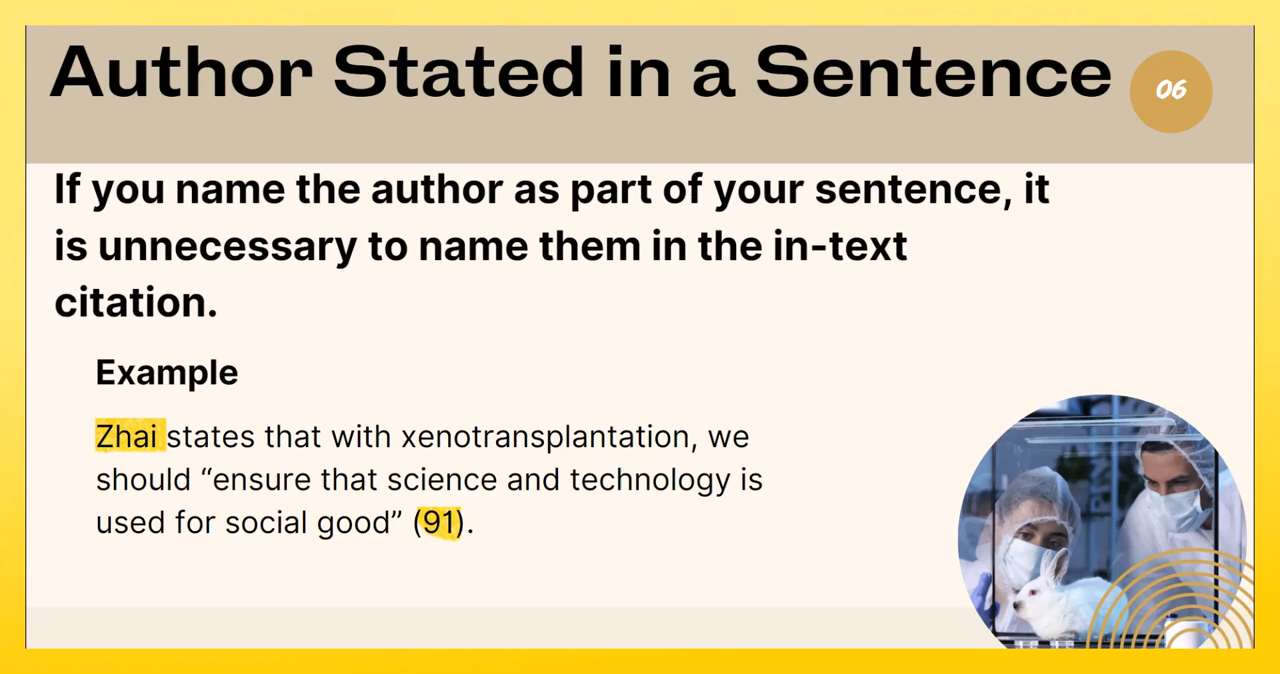 Author Stated in a Sentence
06
If you name the author as part of your sentence, it
is unnecessary to name them in the in-text
citation.
Example
Zhai states that with xenotransplantation, we
should “ensure that science and technology is
used for social good” (91).